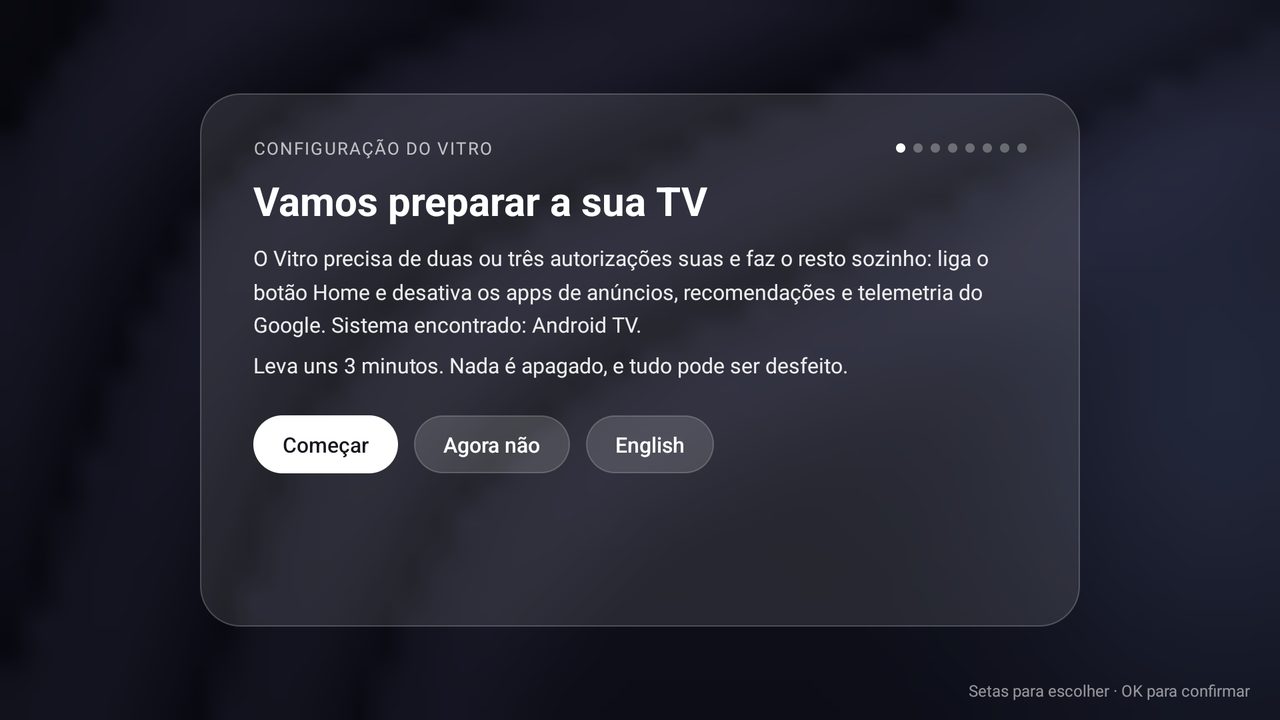 CONFIGURAÇÃO DO VITRO
Vamos preparar a sua TV
O Vitro precisa de duas ou três autorizações suas e faz o resto sozinho: liga o
botão Home e desativa os apps de anúncios, recomendações e telemetria do
Google. Sistema encontrado: Android TV.
Leva uns 3 minutos. Nada é apagado, e tudo pode ser desfeito.
Começar Agora não English
Setas para escolher · OK para confirmar